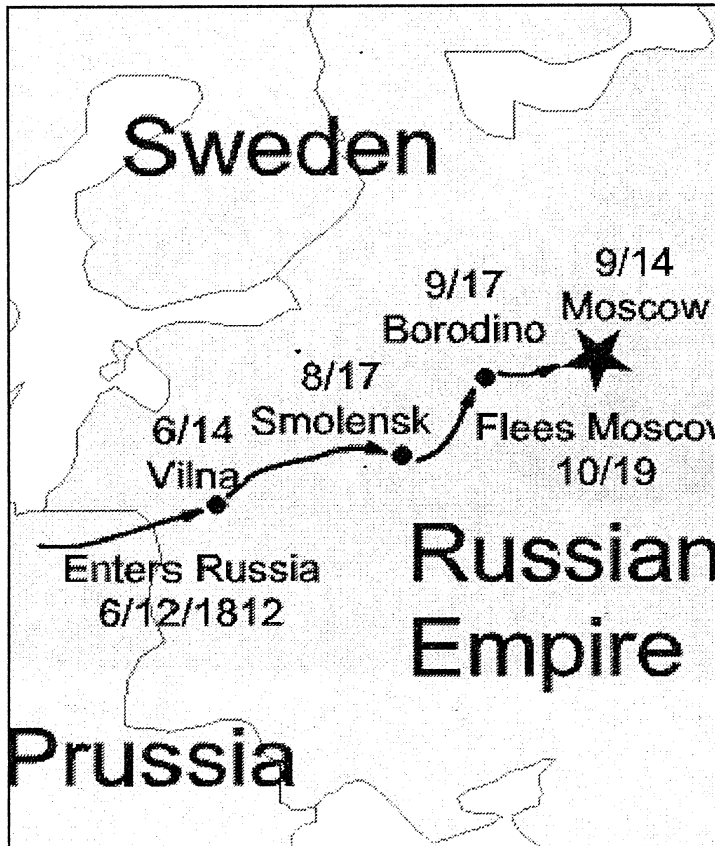 Sweden
9/14
Moscow
9/17
Borodino
8/17
Smolensk
6/14
Vilna
Flees Moscow
10/19
Enters Russia
6/12/1812
Russian
Empire
Prussia